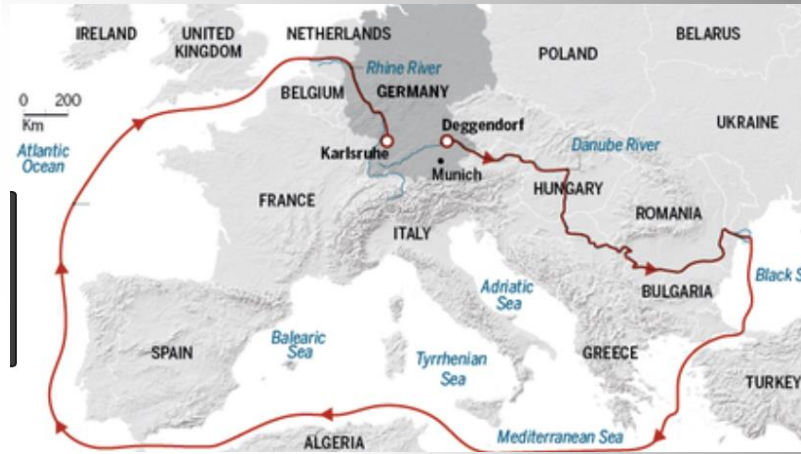 IRELAND
UNITED
KINGDOM
NETHERLANDS
POLAND
BELARUS
Rhine River
BELGIUM
GERMANY
0 200
Km
UKRAINE
Deggendorf
Karlsruhe
Danube River
Atlantic
Ocean
Munich
HUNGARY
FRANCE
ROMANIA
ITALY
Black S
Adriatic
Sea
BULGARIA
Balearic
Sea
SPAIN
Tyrrhenian
Sea
GREECE
TURKEY
ALGERIA
Mediterranean Sea